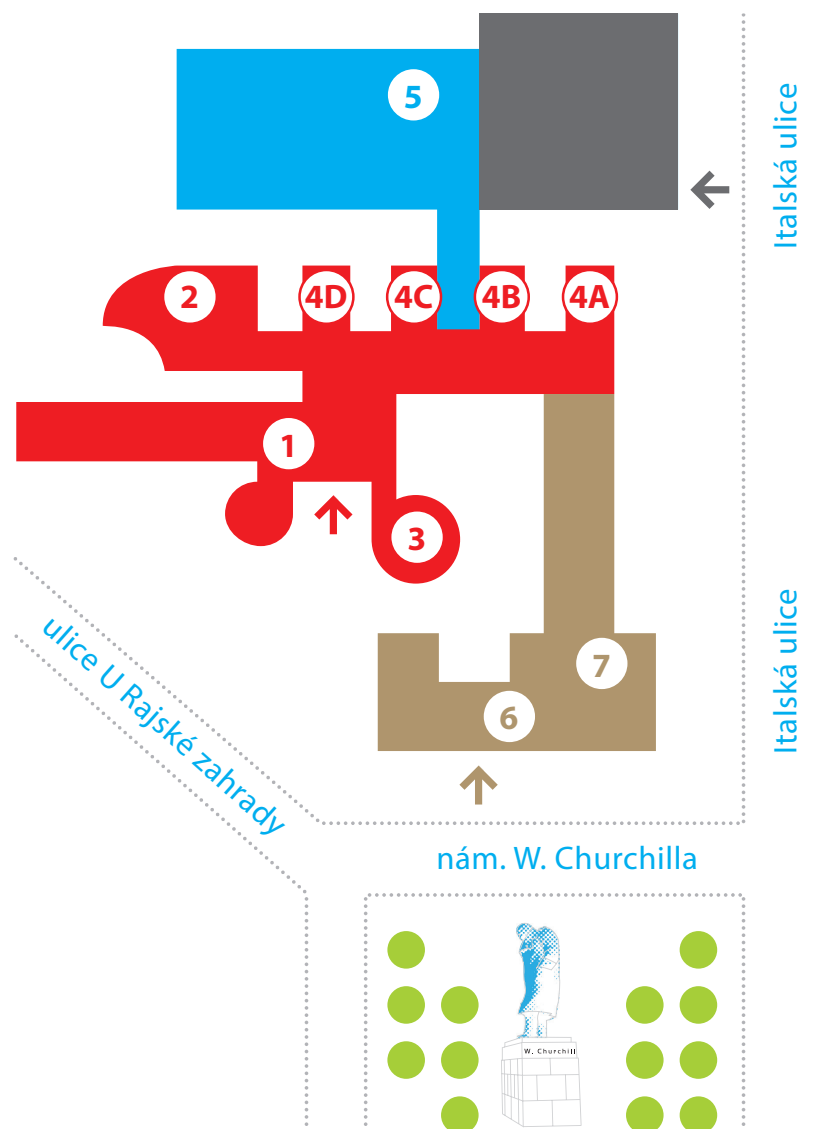 5
Italská ulice
2
4D
4C
4B
4A
1
3
ulice U Rajské zahrady
7
6
Italská ulice
nám. W. Churchilla
W. Churchill